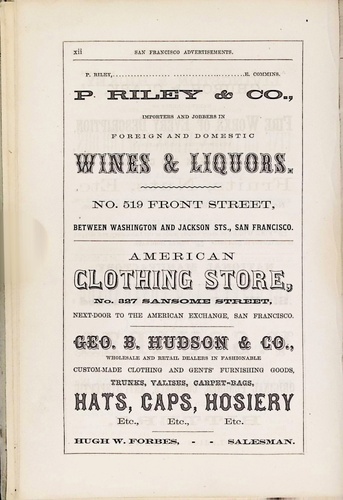 xii SAN FRANCISCO ADVERTISEMENTS.
P. RILEY,........................................E. COMMINS.
P. RILEY & CO.,
IMPORTERS AND JOBBERS IN
FOREIGN AND DOMESTIC
WINES & LIQUORS.
NO. 519 FRONT STREET,
BETWEEN WASHINGTON AND JACKSON STS., SAN FRANCISCO.
AMERICAN
CLOTHING STORE,
No. 327 SANSOME STREET,
NEXT-DOOR TO THE AMERICAN EXCHANGE, SAN FRANCISCO.
GEO. B. HUDSON & CO.,
WHOLESALE AND RETAIL DEALERS IN FASHIONABLE
CUSTOM-MADE CLOTHING AND GENTS' FURNISHING GOODS,
TRUNKS, VALISES, CARPET-BAGS,
HATS, CAPS, HOSIERY
Etc., Etc., Etc.
HUGH W. FORBES, - - SALESMAN.